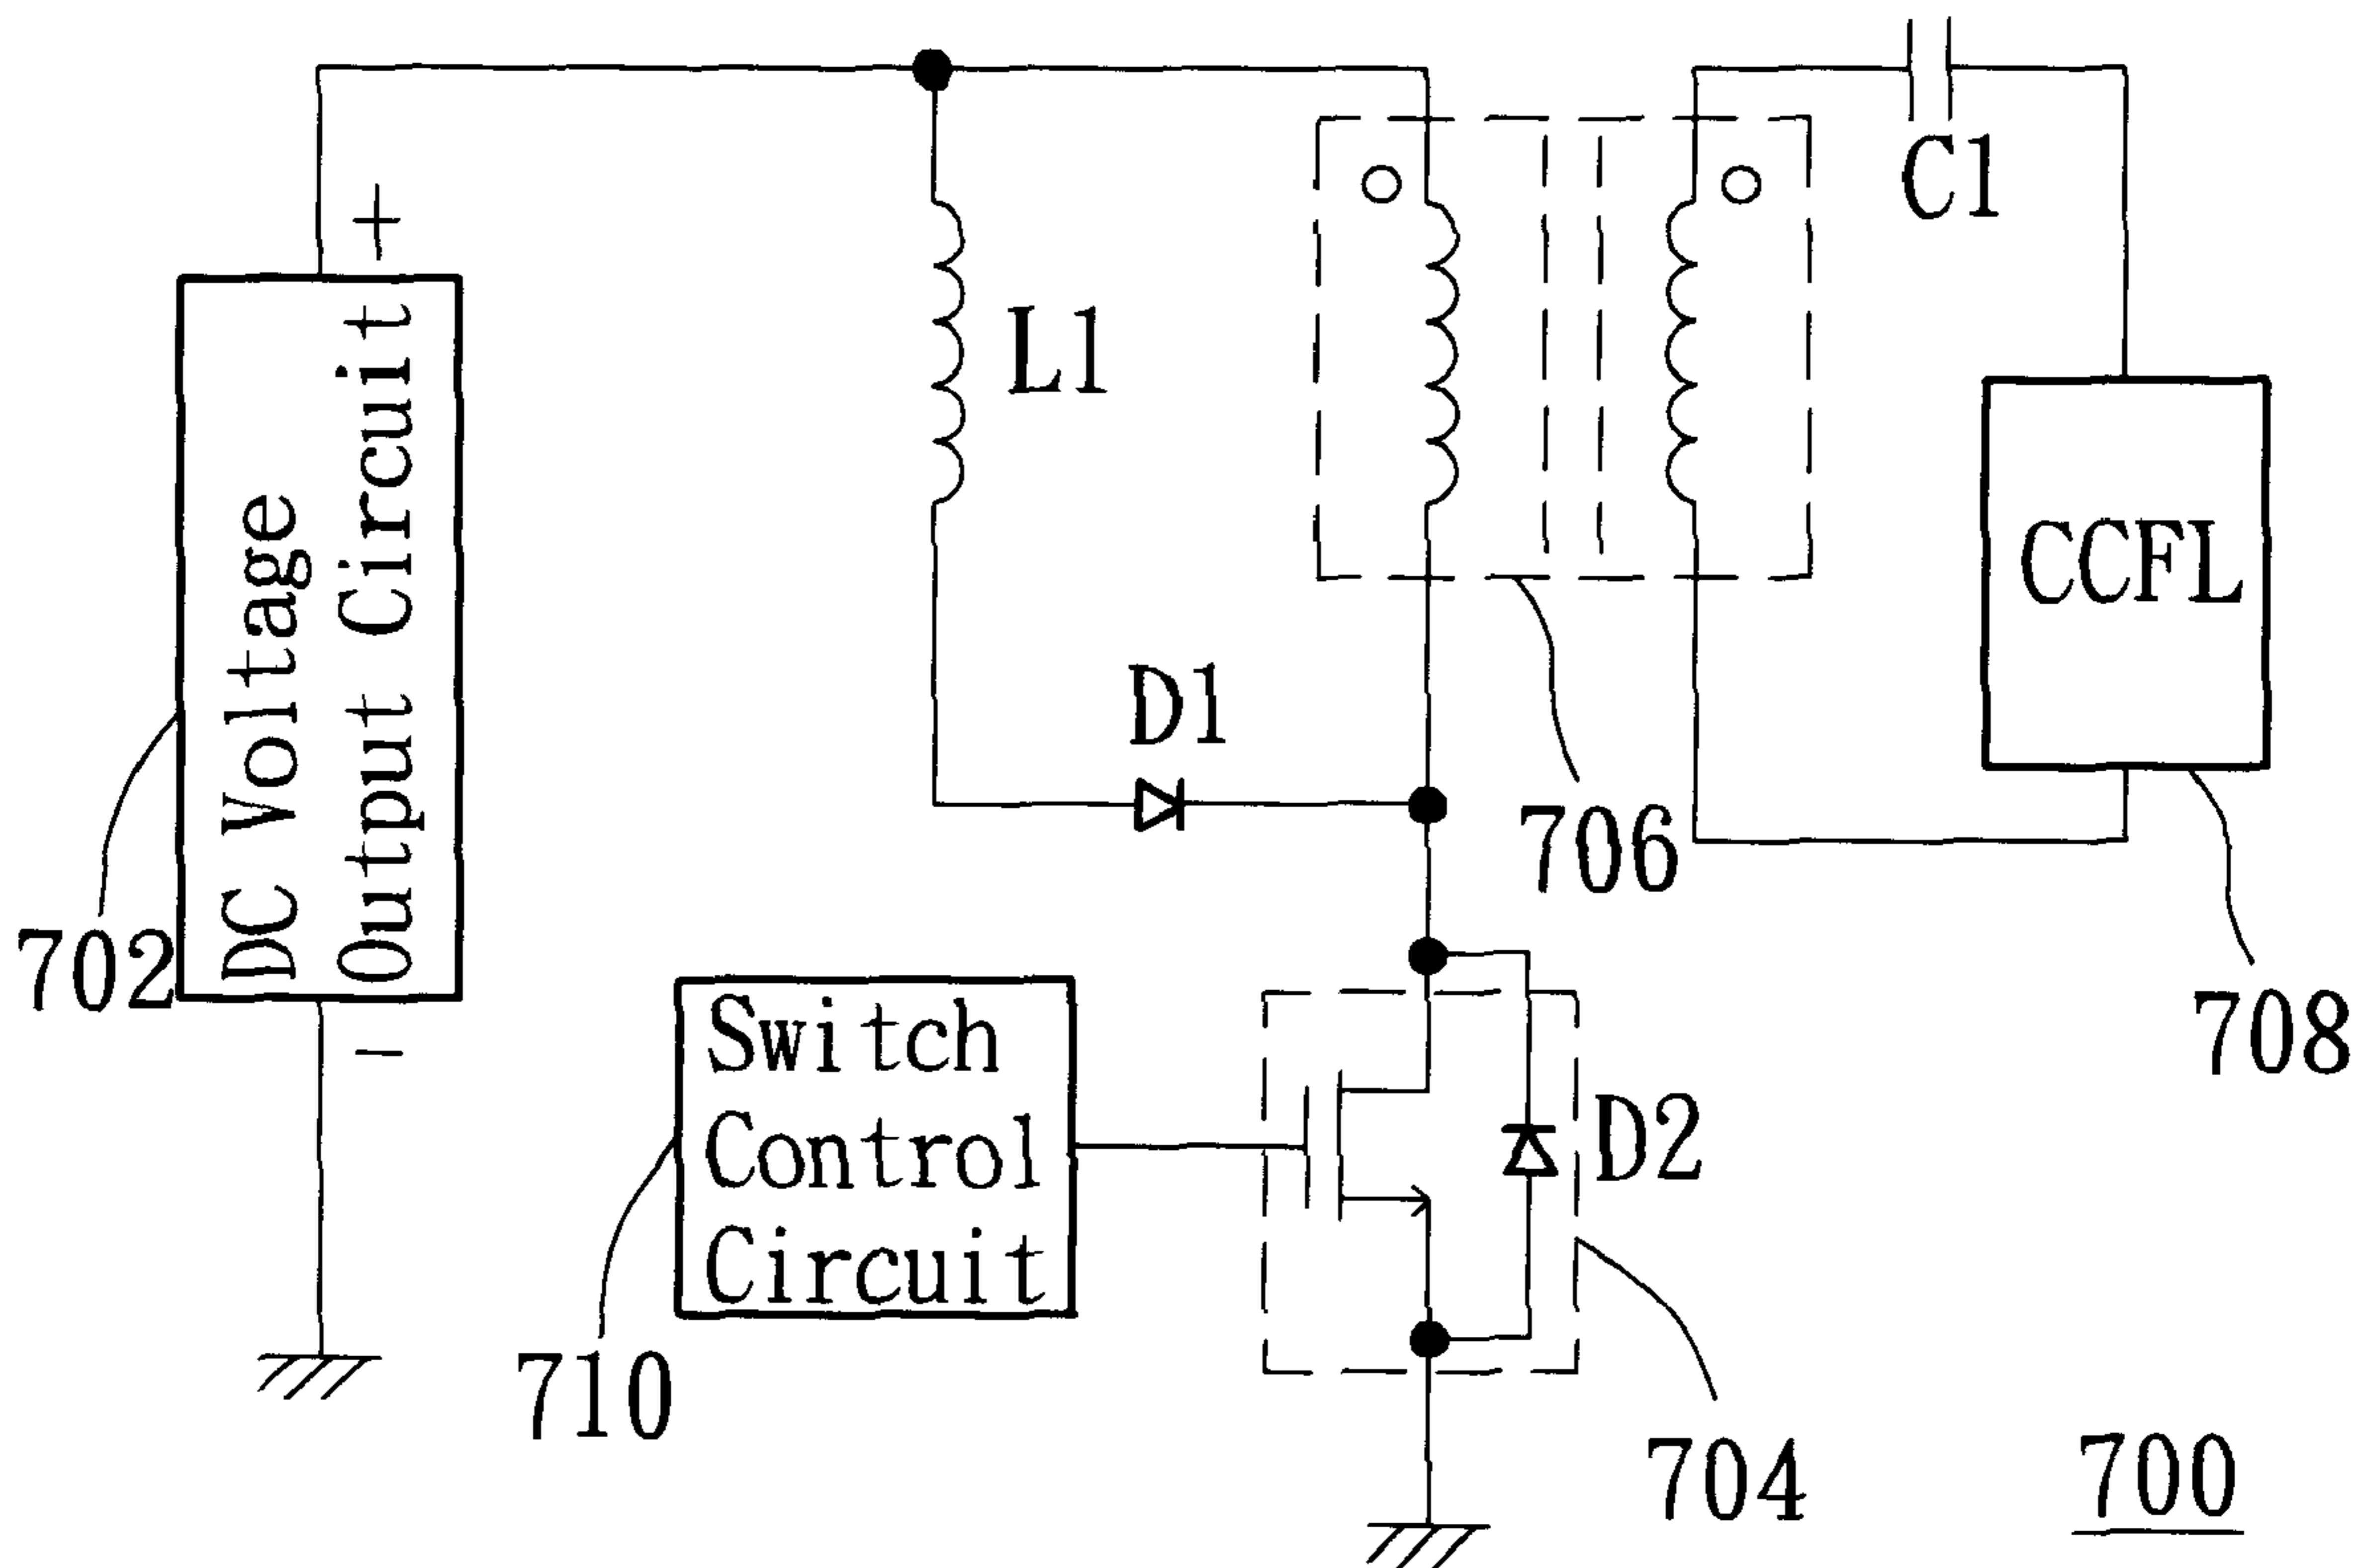 C1
+
DC Voltage
Output Circuit
L1
CCFL
D1
706
702
708
-
Switch
Control
Circuit
D2
710
704
700